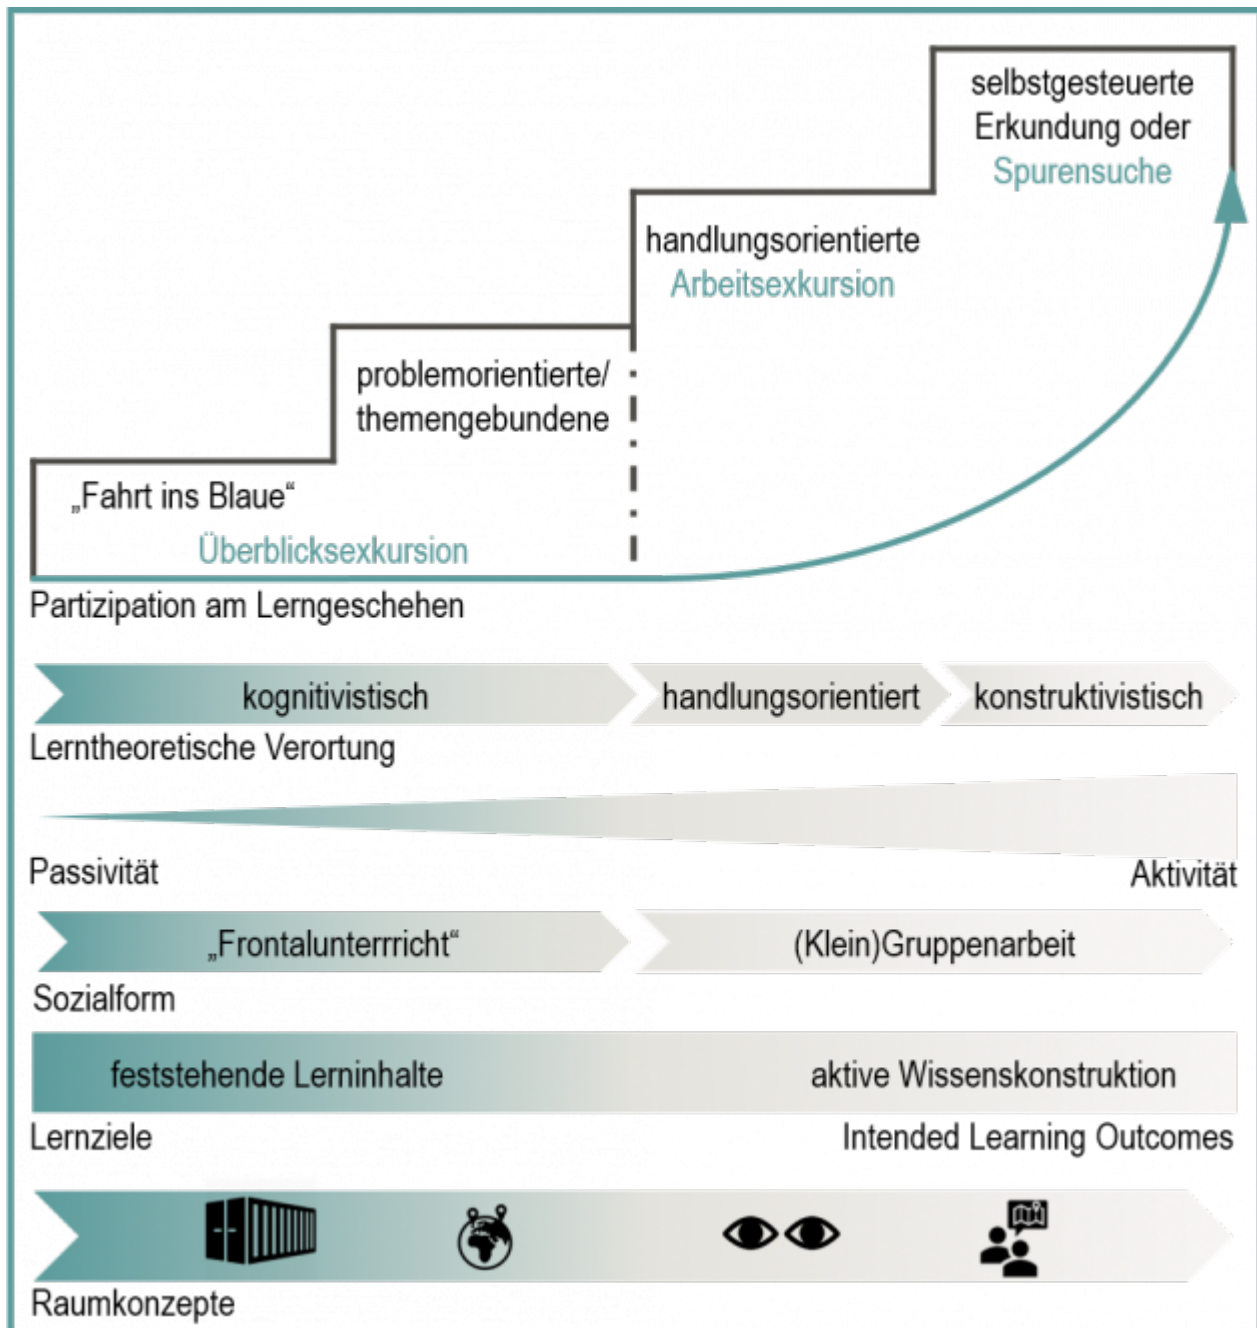 selbstgesteuerte
Erkundung oder
Spurensuche
handlungsorientierte
Arbeitsexkursion
problemorientierte/
themengebundene
„Fahrt ins Blaue“
Überblicksexkursion
Partizipation am Lerngeschehen
kognitivistisch
handlungsorientiert
konstruktivistisch
Lerntheoretische Verortung
Passivität
Aktivität
„Frontalunterrricht“
(Klein)Gruppenarbeit
Sozialform
feststehende Lerninhalte
aktive Wissenskonstruktion
Lernziele
Intended Learning Outcomes
Raumkonzepte